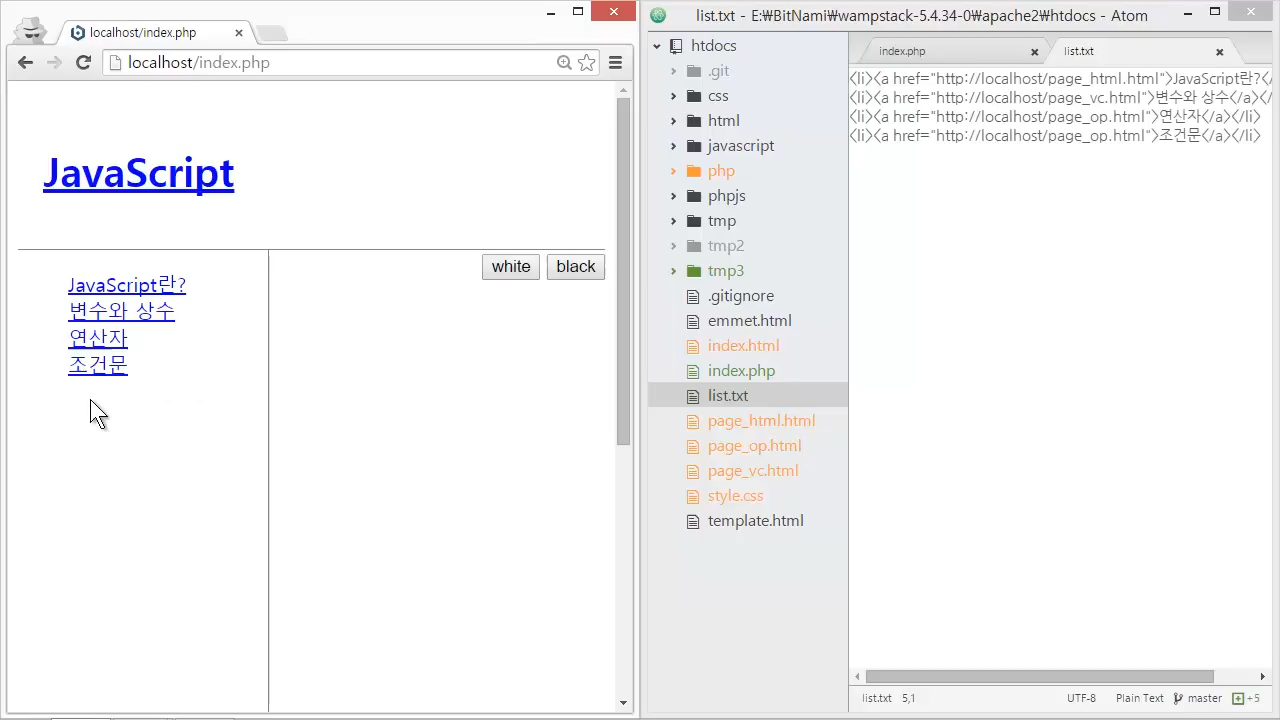 localhost/index.php
localhost/index.php
JavaScript
white
black
JavaScript란?
변수와 상수
연산자
조건문
list.txt - E:₩BitNami₩wampstack-5.4.34-0₩apache2₩htdocs - Atom
htdocs
.git
css
html
javascript
php
phpjs
tmp
tmp2
tmp3
.gitignore
emmet.html
index.html
index.php
list.txt
page_html.html
page_op.html
page_vc.html
style.css
template.html
index.php
list.txt
<li><a href="http://localhost/page_html.html">JavaScript란?</
<li><a href="http://localhost/page_vc.html">변수와 상수</a></
<li><a href="http://localhost/page_op.html">연산자</a></li>
<li><a href="http://localhost/page_op.html">조건문</a></li>
list.txt 5,1
UTF-8
Plain Text
master
+5